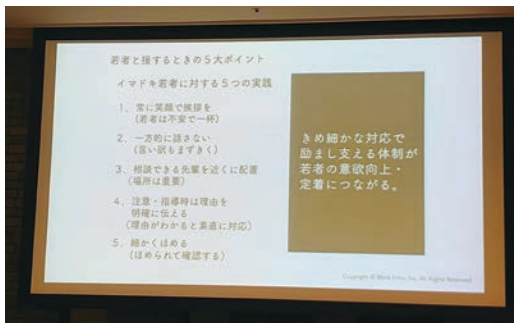 若者と接するときの5大ポイント
イマドキ若者に対する5つの実践
1、常に笑顔で挨拶を
(若者は不安で一杯)
2、一方的に話さない
(言い訳もまずきく)
3、相談できる先輩を近くに配置
(場所は重要)
4、注意・指導時は理由を
明確に伝える
(理由がわかると素直に対応)
5、細かくほめる
(ほめられて確認する)
きめ細かな対応で
励まし支える体制が
若者の意欲向上・
定着につながる。
Copyright © Work Entry Inc. All Rights Reserved.